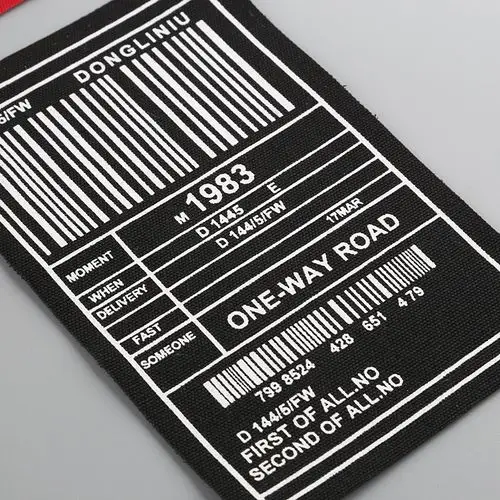 5/FW
DONGLINIU
M 1983
D 1445 E
D 144/5/FW
17MAR
MOMENT
WHEN
DELIVERY
FAST
SOMEONE
ONE-WAY ROAD
799 8524 428 651 4 79
D 144/5/FW
FIRST OF ALL.NO
SECOND OF ALL.NO